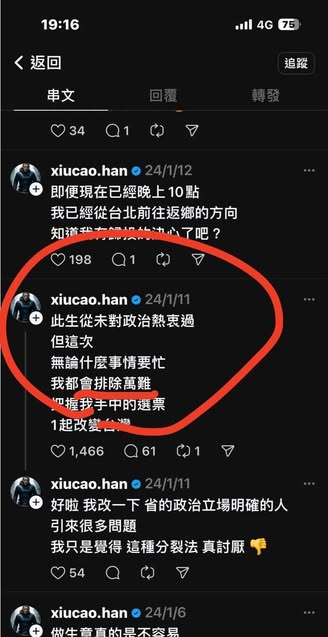 19:16
4G
75
返回
追蹤
串文
回覆
轉發
34
1
xiucao.han 24/1/12
即便現在已經晚上10點
我已經從台北前往返鄉的方向
知道我有歸投的決心了吧？
198
1
xiucao.han 24/1/11
此生從未對政治熱衷過
但這次
無論什麼事情要忙
我都會排除萬難
把握我手中的選票
1起改變台灣
1,466
61
1
xiucao.han 24/1/11
好啦 我改一下 省的政治立場明確的人
引來很多問題
我只是覺得 這種分裂法 真討厭 👎
54
xiucao.han 24/1/6
做生意真的是不容易